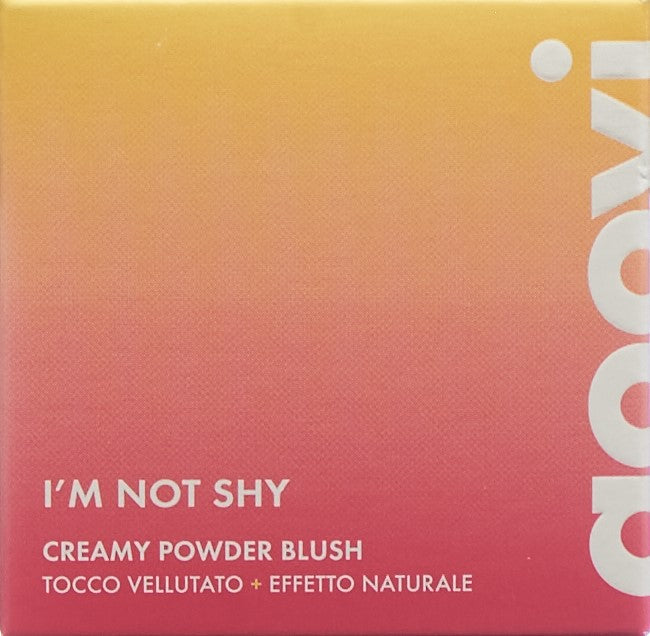 I'M NOT SHY
CREAMY POWDER BLUSH
TOCCO VELLUTATO + EFFETTO NATURALE
goovi